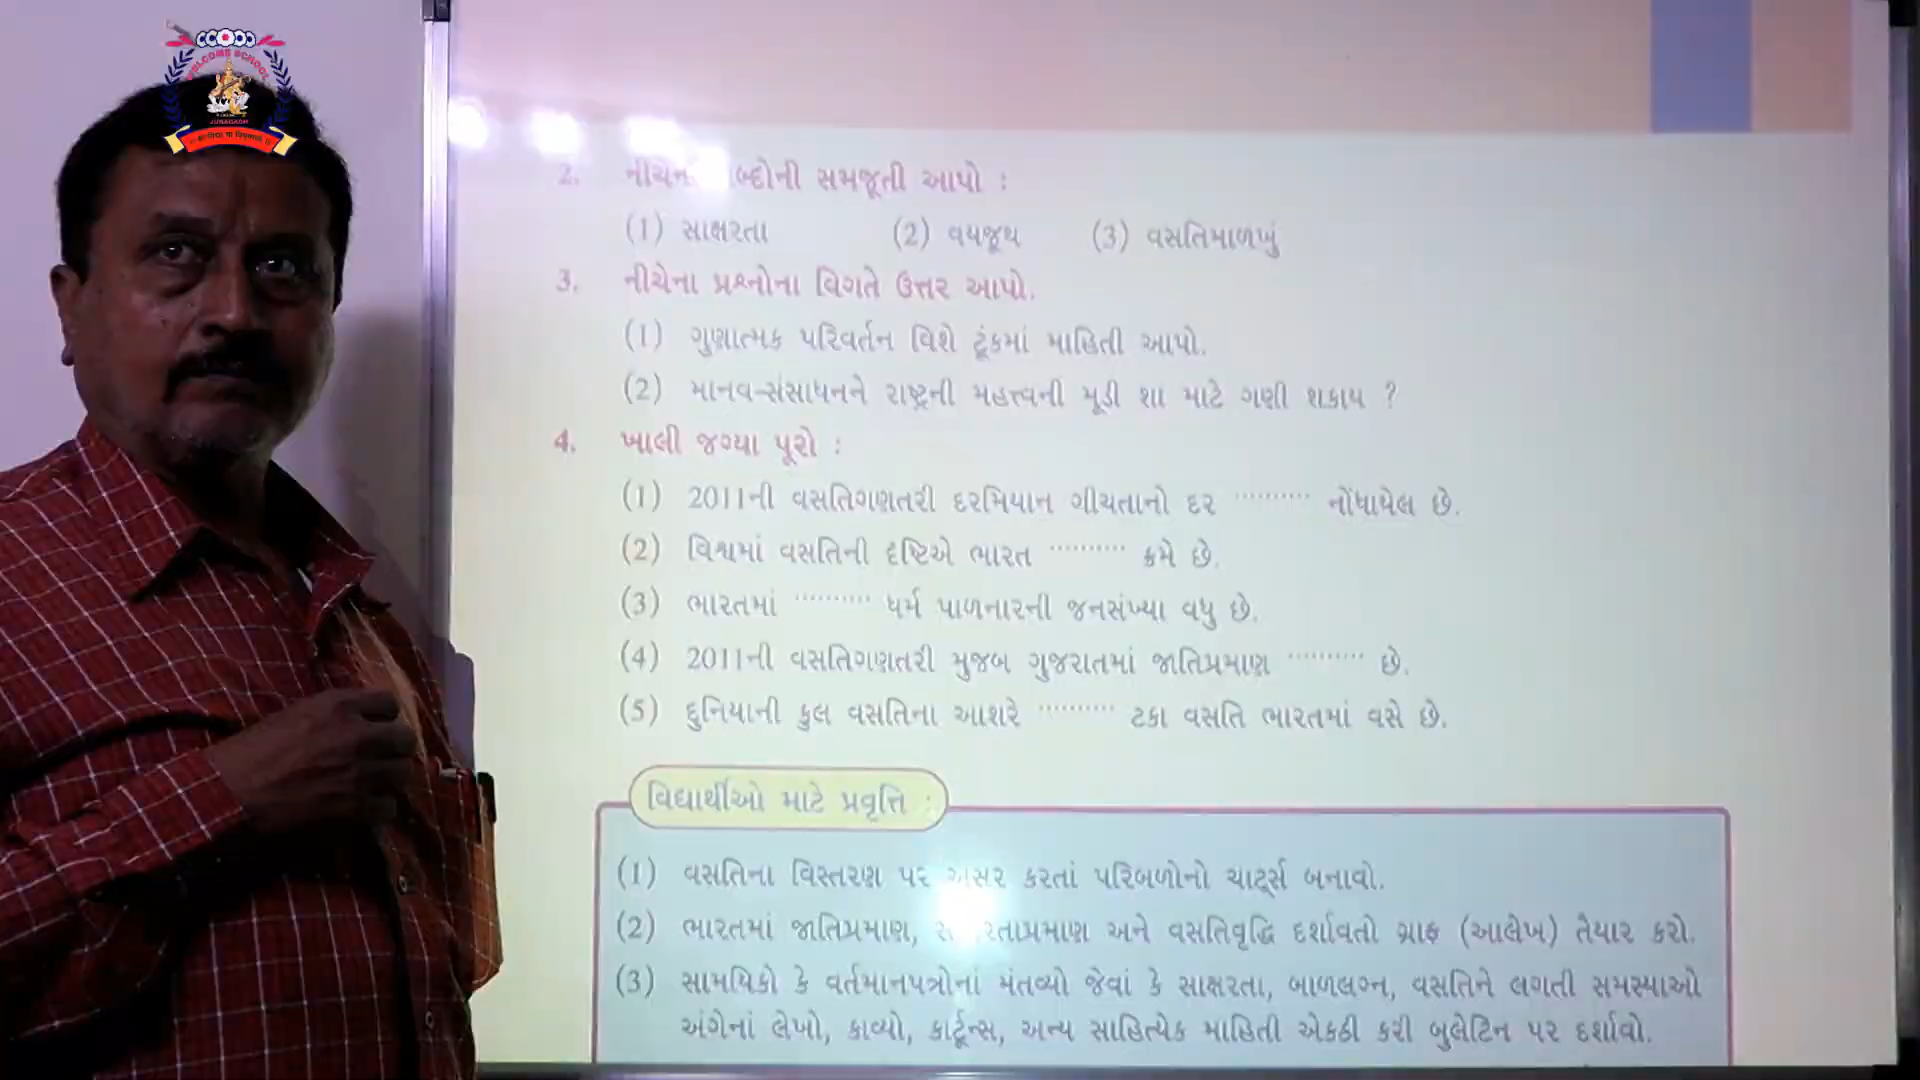 WELCOME SCHOOL
JUNAGADH
2. બ્દોની સમજૂતી આપો :
(1) સાક્ષરતા (2) વયજૂથ (3) વસતિમાળખું
3. નીચેના પ્રશ્નોના વિગતે ઉત્તર આપો.
(1) ગુણાત્મક પરિવર્તન વિશે ટૂંકમાં માહિતી આપો.
(2) માનવ-સંસાધનને રાષ્ટ્રની મહત્ત્વની મૂડી શા માટે ગણી શકાય ?
4. ખાલી જગ્યા પૂરો :
(1) 2011ની વસતિગણતરી દરમિયાન ગીચતાનો દર .......... નોંધાયેલ છે.
(2) વિશ્વમાં વસતિની દૃષ્ટિએ ભારત .......... ક્રમે છે.
(3) ભારતમાં .......... ધર્મ પાળનારની જનસંખ્યા વધુ છે.
(4) 2011ની વસતિગણતરી મુજબ ગુજરાતમાં જાતિપ્રમાણ .......... છે.
(5) દુનિયાની કુલ વસતિના આશરે .......... ટકા વસતિ ભારતમાં વસે છે.
વિદ્યાર્થીઓ માટે પ્રવૃત્તિ :
(1) વસતિના વિસ્તરણ પર અસર કરતાં પરિબળોનો ચાર્ટ્સ બનાવો.
(2) ભારતમાં જાતિપ્રમાણ, અને વસતિવૃદ્ધિ દર્શાવતો ગ્રાફ (આલેખ) તૈયાર કરો.
(3) સામયિકો કે વર્તમાનપત્રોનાં મંતવ્યો જેવાં કે સાક્ષરતા, બાળલગ્ન, વસતિને લગતી સમસ્યાઓ
અંગેનાં લેખો, કાવ્યો, કાર્ટૂન્સ, અન્ય સાહિત્યેક માહિતી એકઠી કરી બુલેટિન પર દર્શાવો.